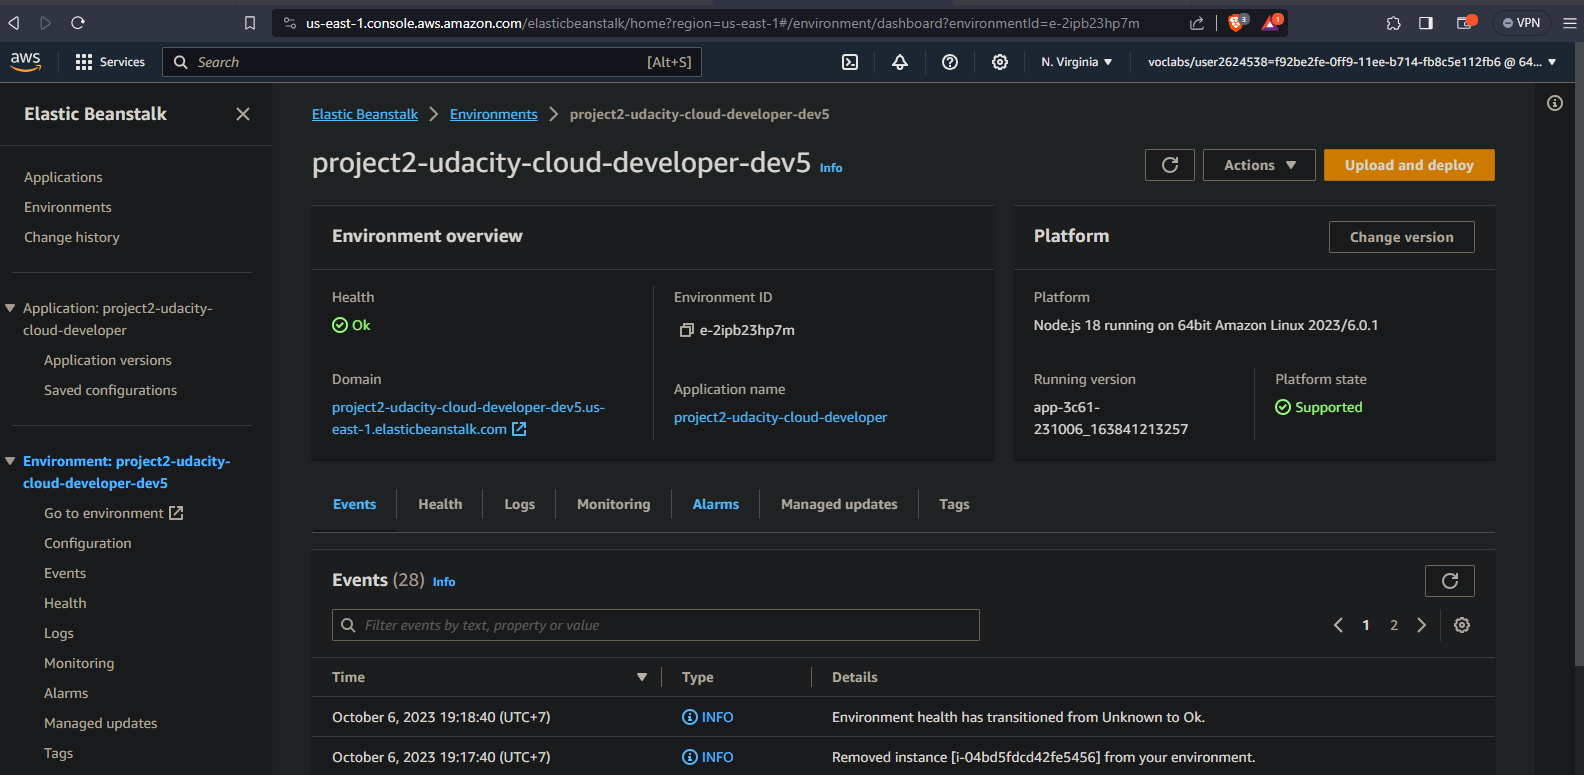 us-east-1.console.aws.amazon.com/elasticbeanstalk/home?region=us-east-1#/environment/dashboard?environmentId=e-2ipb23hp7m
3
1
VPN
aws
Services
Search
[Alt+S]
N. Virginia
voclabs/user2624538=f92be2fe-0ff9-11ee-b714-fb8c5e112fb6 @ 64...
Elastic Beanstalk
Applications
Environments
Change history
Application: project2-udacity-
cloud-developer
Application versions
Saved configurations
Environment: project2-udacity-
cloud-developer-dev5
Go to environment
Configuration
Events
Health
Logs
Monitoring
Alarms
Managed updates
Tags
Elastic Beanstalk
Environments
project2-udacity-cloud-developer-dev5
project2-udacity-cloud-developer-dev5 Info
Actions
Upload and deploy
Environment overview
Health
Ok
Domain
project2-udacity-cloud-developer-dev5.us-
east-1.elasticbeanstalk.com
Environment ID
e-2ipb23hp7m
Application name
project2-udacity-cloud-developer
Platform
Change version
Platform
Node.js 18 running on 64bit Amazon Linux 2023/6.0.1
Running version
app-3c61-
231006_163841213257
Platform state
Supported
Events
Health
Logs
Monitoring
Alarms
Managed updates
Tags
Events (28) Info
Filter events by text, property or value
1
2
Time
Type
Details
October 6, 2023 19:18:40 (UTC+7)
INFO
Environment health has transitioned from Unknown to Ok.
October 6, 2023 19:17:40 (UTC+7)
INFO
Removed instance [i-04bd5fdcd42fe5456] from your environment.